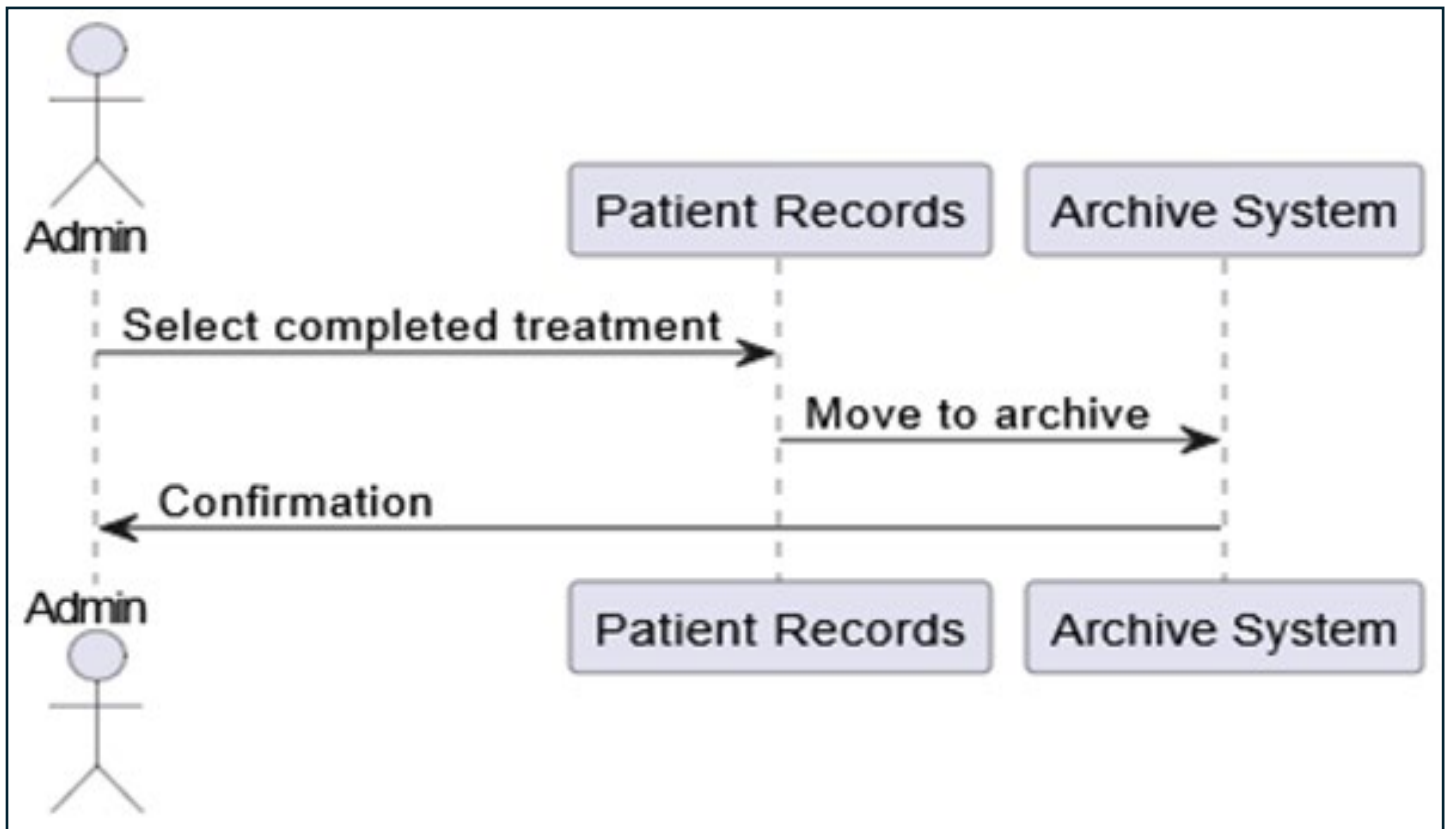 Admin
Patient Records
Archive System
Select completed treatment
Move to archive
Confirmation
Admin
Patient Records
Archive System